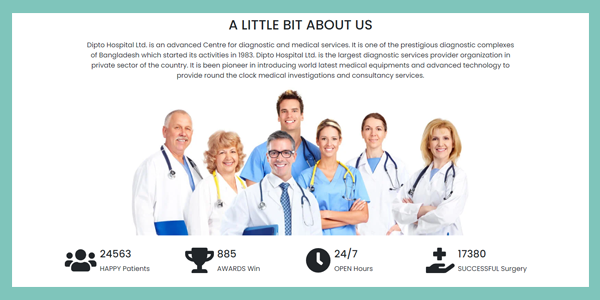 A LITTLE BIT ABOUT US
Dipto Hospital Ltd. is an advanced Centre for diagnostic and medical services. It is one of the prestigious diagnostic complexes
of Bangladesh which started its activities in 1983. Dipto Hospital Ltd. is the largest diagnostic services provider organization in
private sector of the country. It is been pioneer in introducing world latest medical equipments and advanced technology to
provide round the clock medical investigations and consultancy services.
24563
HAPPY Patients
885
AWARDS Win
24/7
OPEN Hours
17380
SUCCESSFUL Surgery